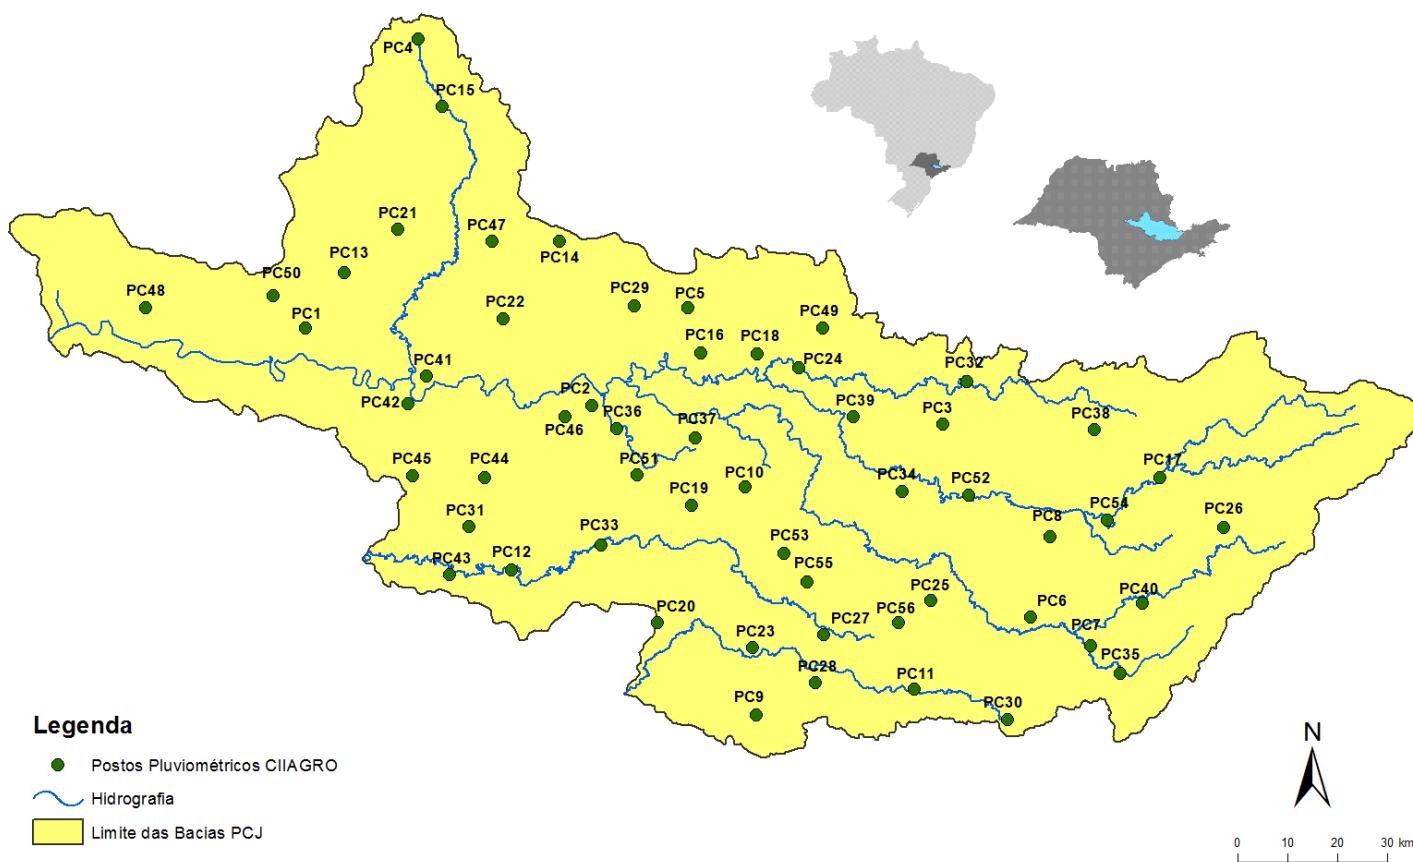 PC4
PC15
PC21
PC47
PC14
PC13
PC50
PC48
PC1
PC22
PC29
PC5
PC49
PC16
PC18
PC24
PC41
PC32
PC42
PC2
PC46
PC36
PC37
PC39
PC3
PC38
PC45
PC44
PC51
PC10
PC34
PC52
PC17
PC19
PC54
PC8
PC26
PC31
PC33
PC43
PC12
PC53
PC55
PC25
PC40
PC20
PC56
PC6
PC27
PC23
PC7
PC35
PC28
PC11
PC9
PC30
Legenda
Postos Pluviométricos CIIAGRO
Hidrografia
Limite das Bacias PCJ
N
0 10 20 30 km